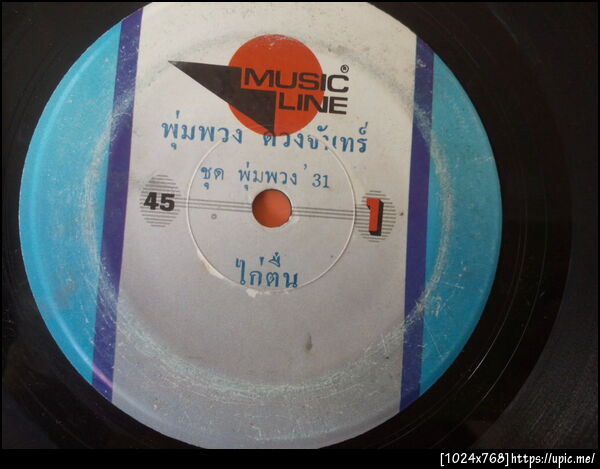 MUSIC ®
LINE
พุ่มพวง ดวงจันทร์
ชุด พุ่มพวง '31
45 1
ไก่ตื่น
[1024x768]https://upic.me/